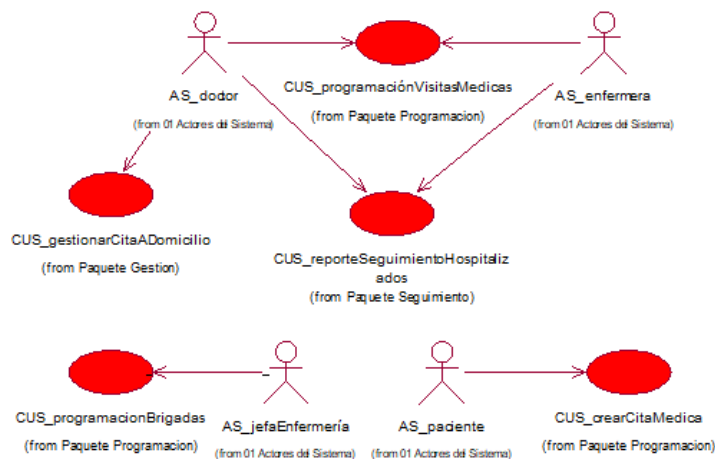 CUS_programaciónVisitasMedicas
(from Paquete Programacion)
AS_doctor
(from 01 Actores del Sistema)
AS_enfermera
(from 01 Actores del Sistema)
CUS_gestionarCitaADomicilio
(from Paquete Gestion)
CUS_reporteSeguimientoHospitaliz
ados
(from Paquete Seguimiento)
CUS_programacionBrigadas
(from Paquete Programacion)
AS_jefaEnfermería
(from 01 Actores del Sistema)
AS_paciente
(from 01 Actores del Sistema)
CUS_crearCitaMedica
(from Paquete Programacion)